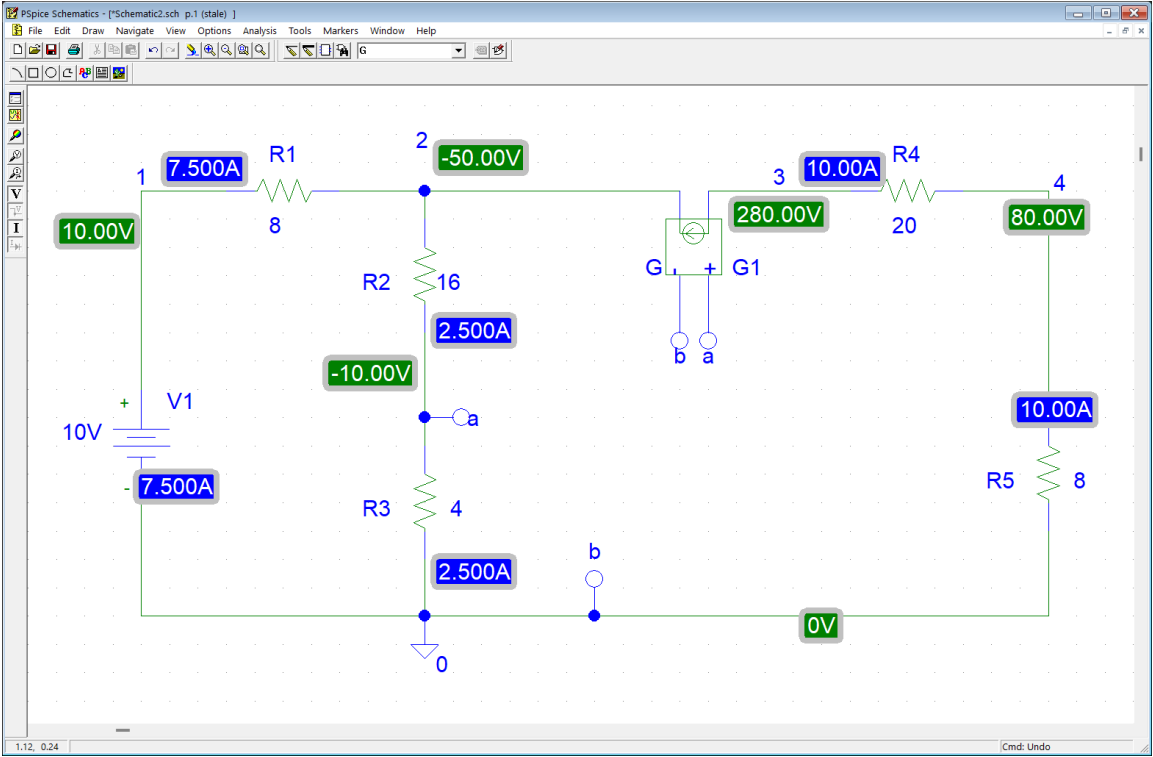 PSpice Schematics - [*Schematic2.sch p.1 (stale) ]
File Edit Draw Navigate View Options Analysis Tools Markers Window Help
G
V
I
1
7.500A
R1
8
2
-50.00V
3
10.00A
R4
20
4
10.00V
280.00V
80.00V
R2
16
G
-
+
G1
b
a
2.500A
-10.00V
a
+
V1
10V
-
7.500A
10.00A
R5
8
R3
4
2.500A
b
0V
0
1.12, 0.24
Cmd: Undo